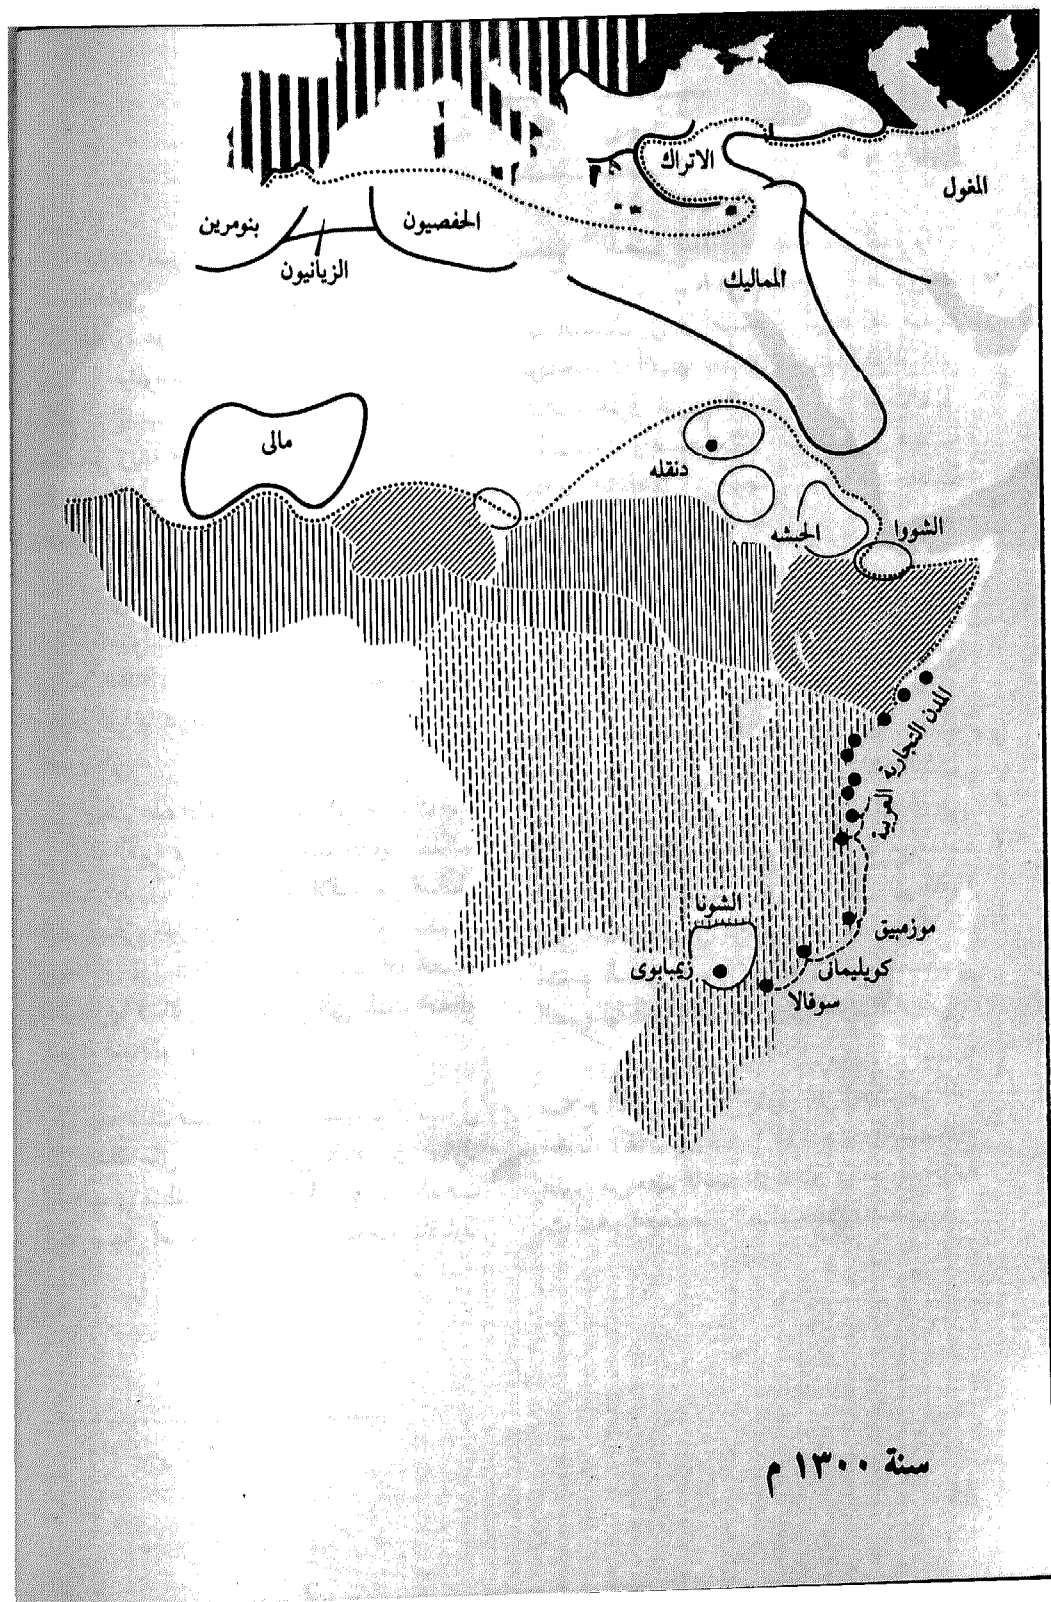 الاتراك
المغول
بنومرين
الحفصيون
الزيانيون
المماليك
مالى
دنقله
الحبشه
الشووا
المدن التجارية العربية
الشونا
موزمبيق
زيمبابوى
كويليمانى
سوفالا
سنة ١٣٠٠ م